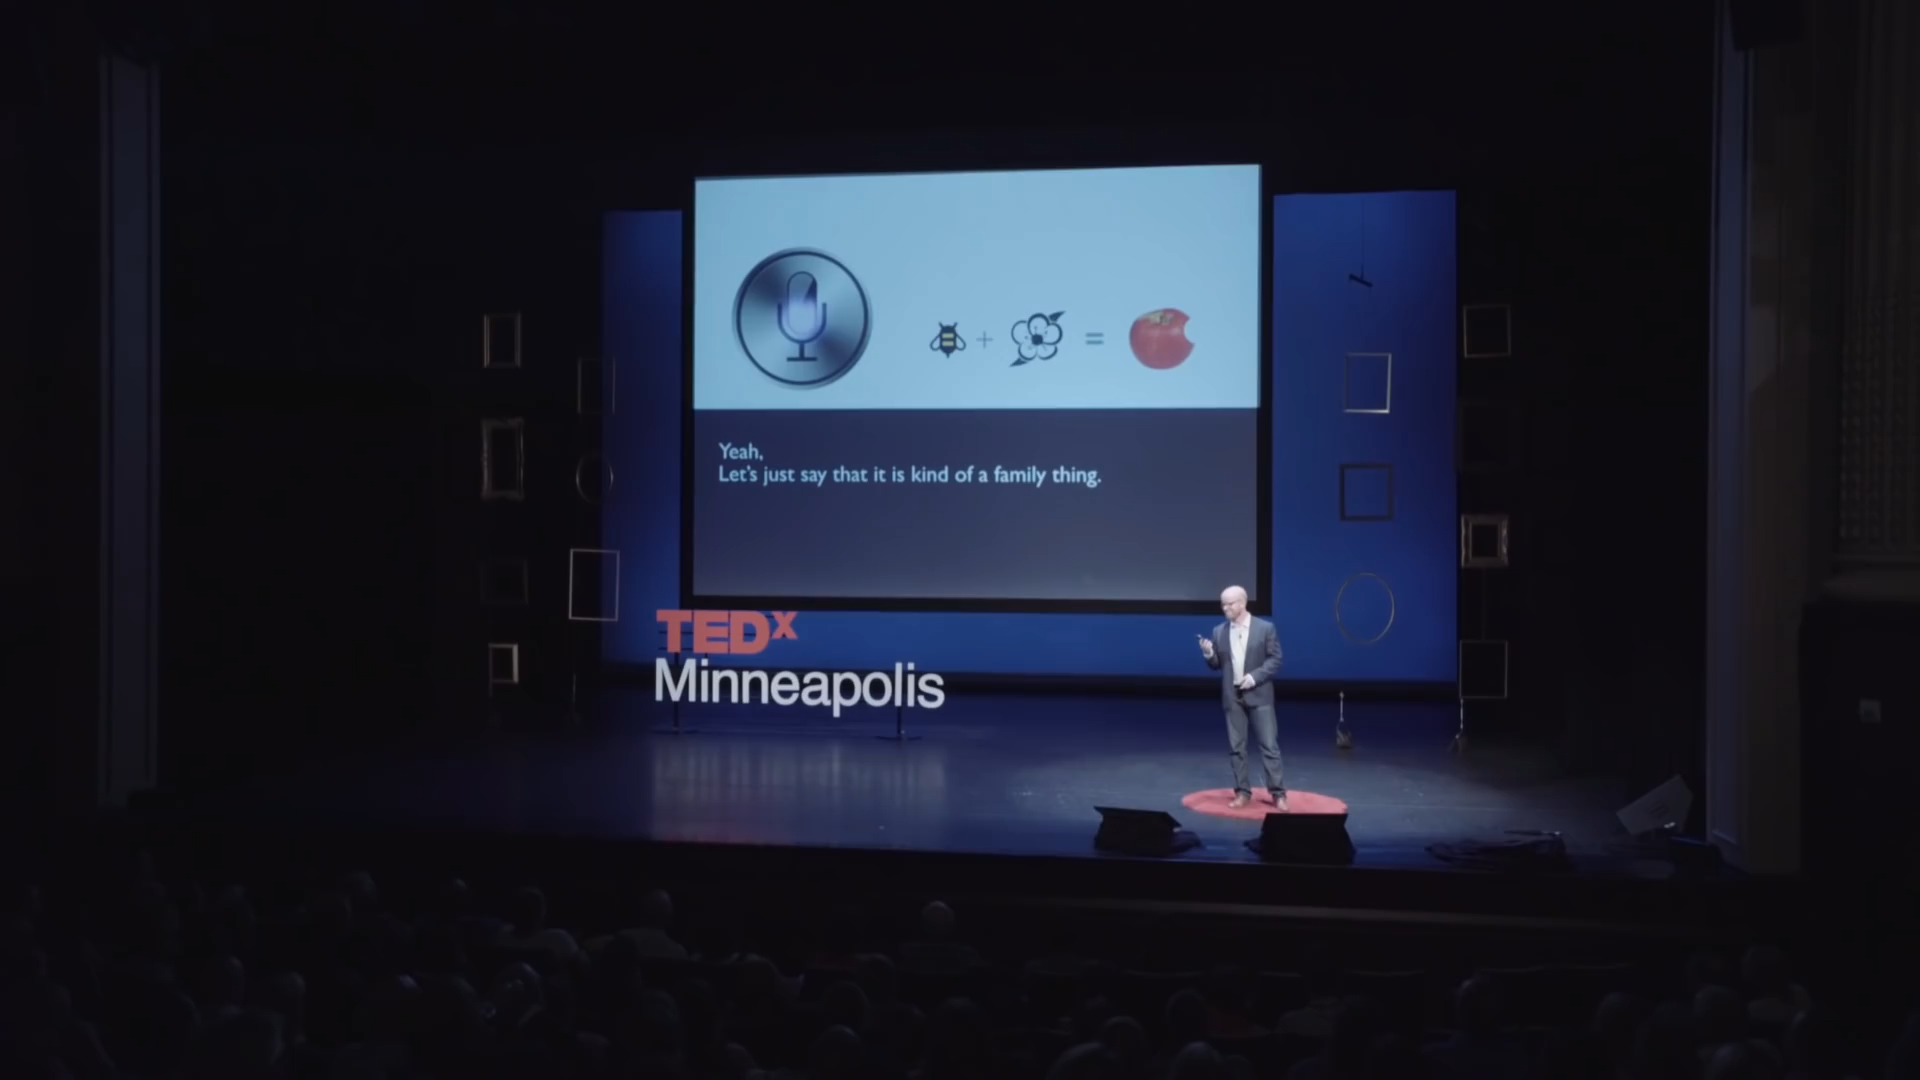 Yeah,
Let's just say that it is kind of a family thing.
TEDx
Minneapolis